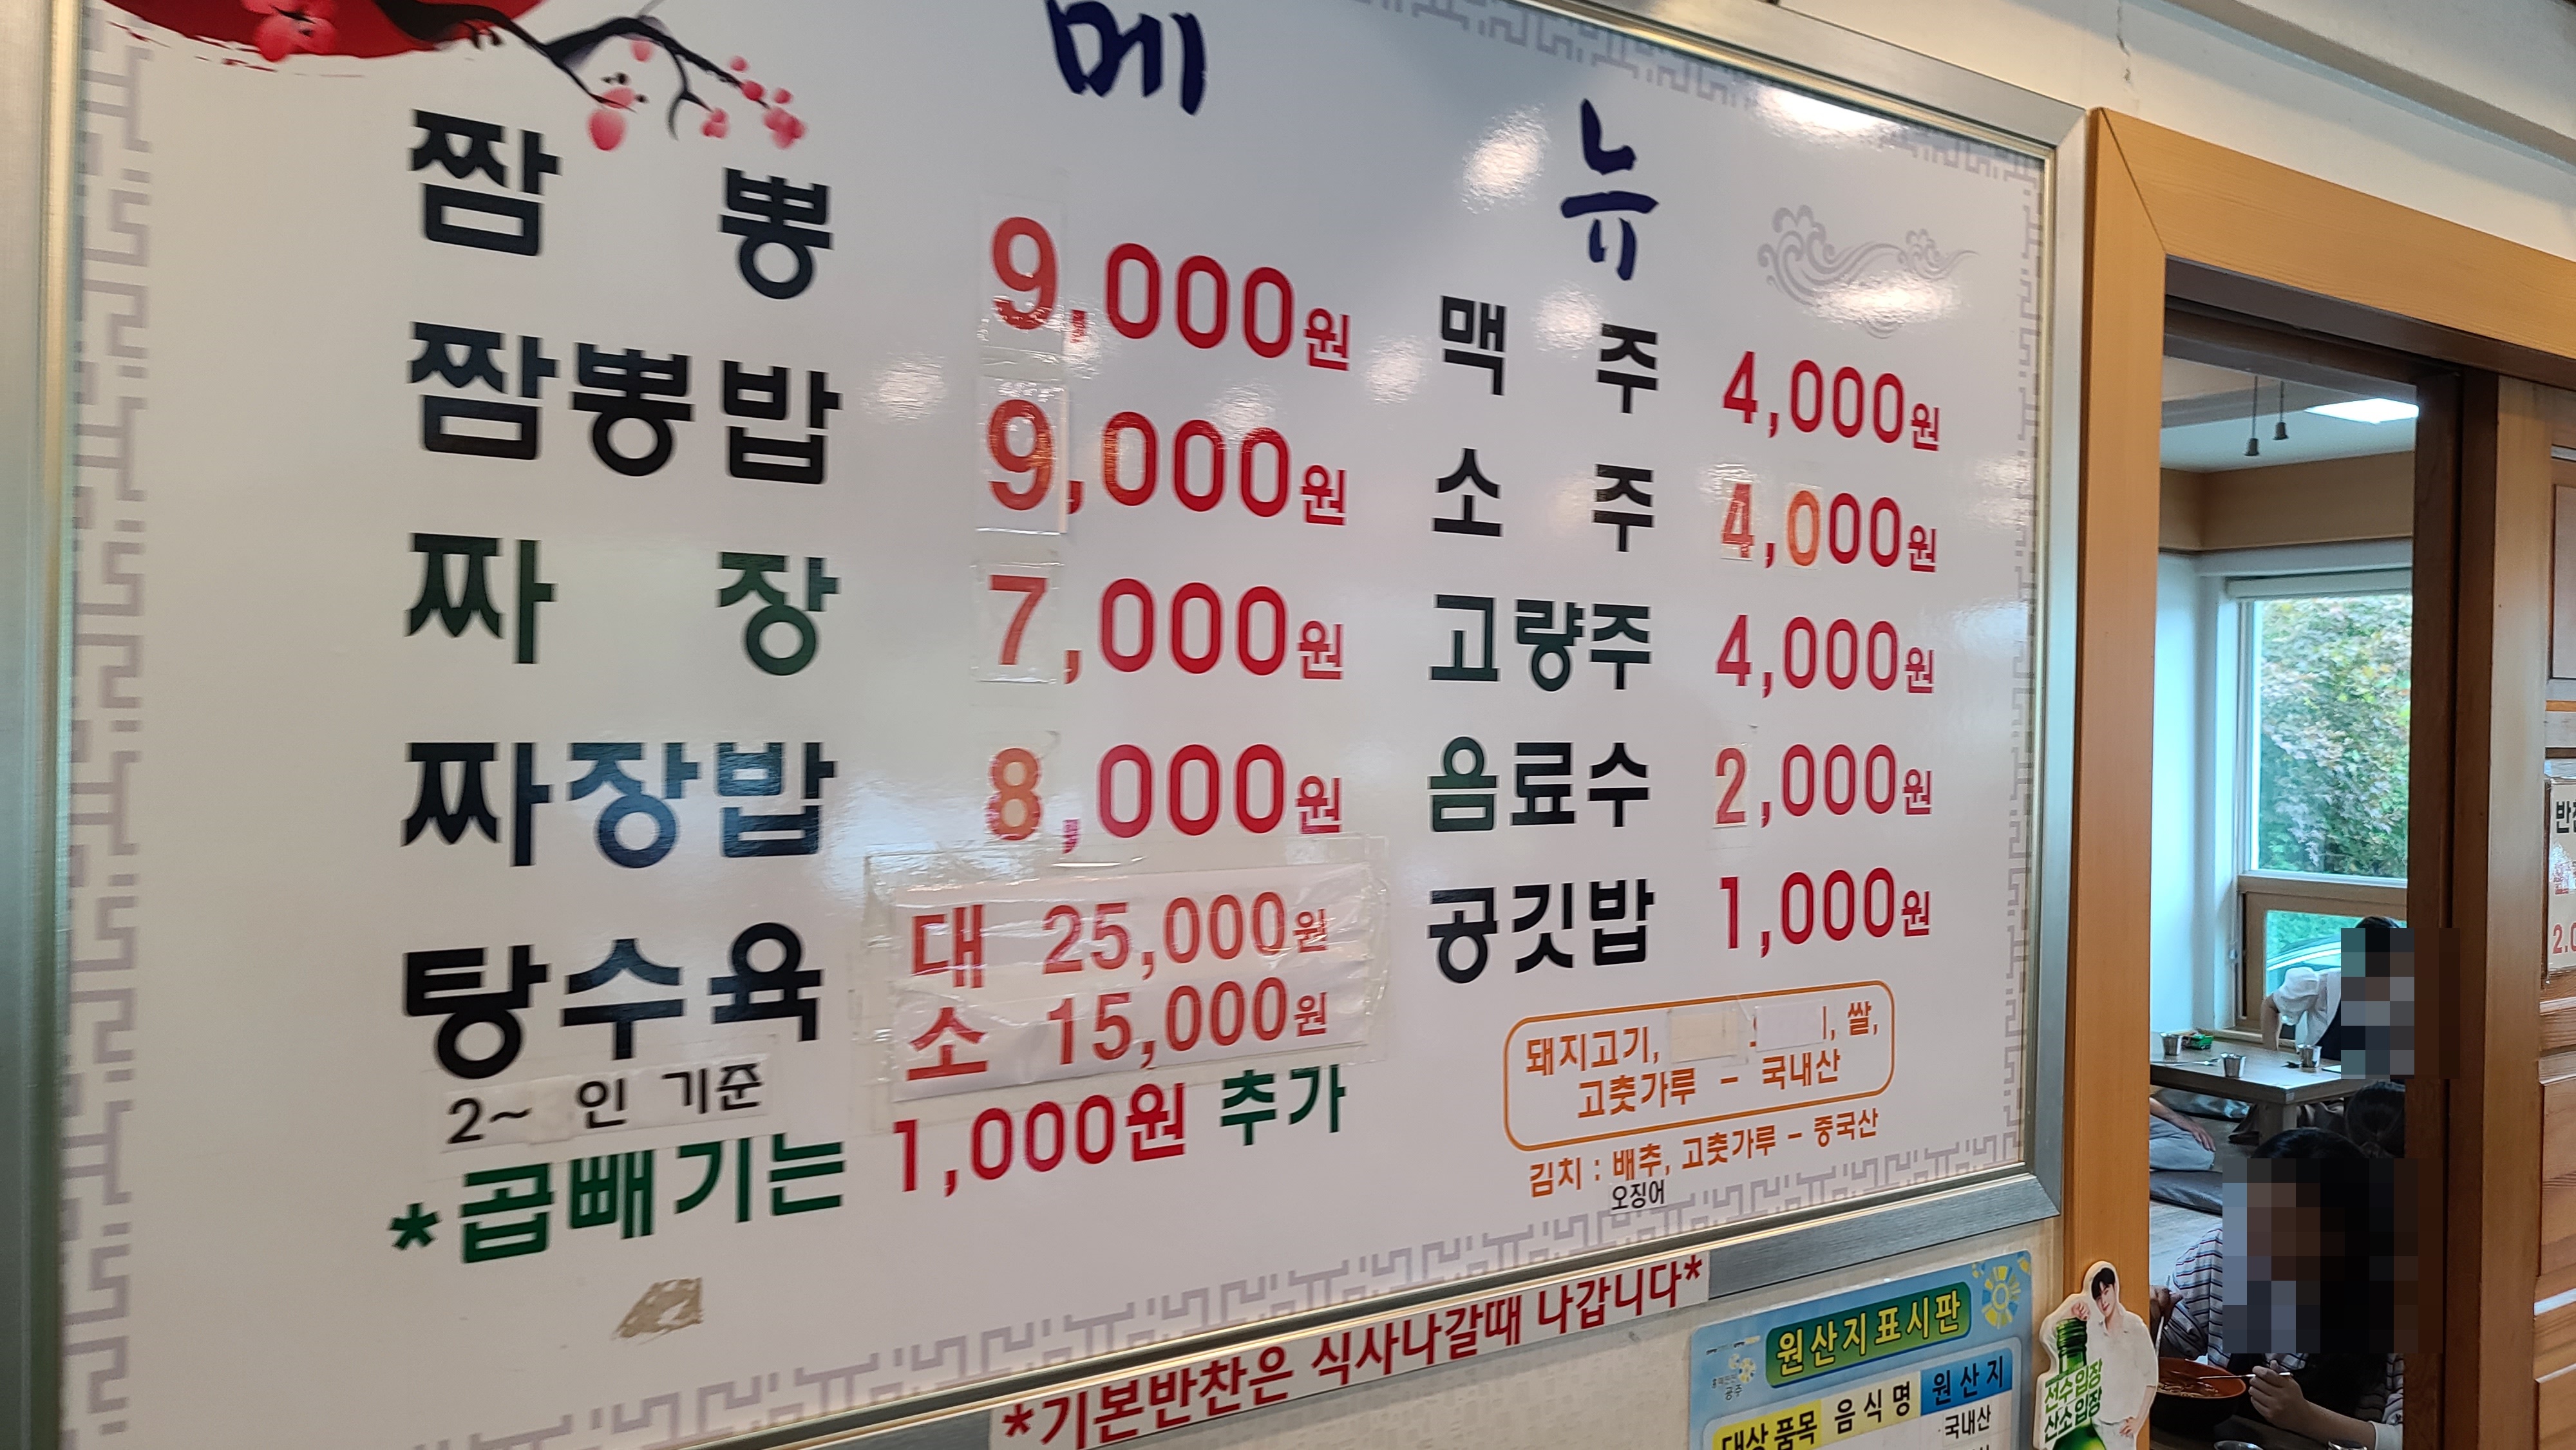 메 뉴
짬 뽕 9,000원
짬뽕밥 9,000원
짜 장 7,000원
짜장밥 8,000원
탕수육 대 25,000원
소 15,000원
2~ 인 기준
*곱빼기는 1,000원 추가
맥 주 4,000원
소 주 4,000원
고량주 4,000원
음료수 2,000원
공깃밥 1,000원
돼지고기, 쌀,
고춧가루 - 국내산
김치 : 배추, 고춧가루 - 중국산
오징어
*기본반찬은 식사나갈때 나갑니다*
원산지표시판
대상품목 음식명 원산지
국내산
선수입장
산소입장